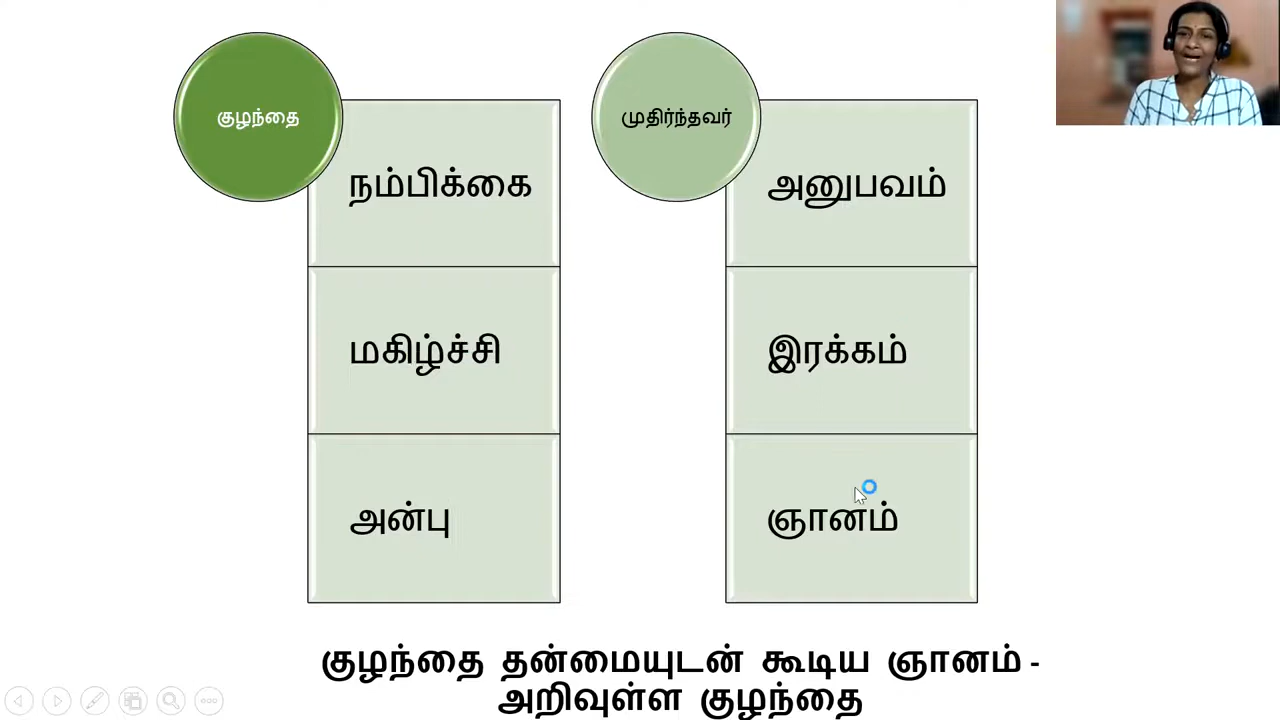 குழந்தை
நம்பிக்கை
மகிழ்ச்சி
அன்பு
முதிர்ந்தவர்
அனுபவம்
இரக்கம்
ஞானம்
குழந்தை தன்மையுடன் கூடிய ஞானம் -
அறிவுள்ள குழந்தை